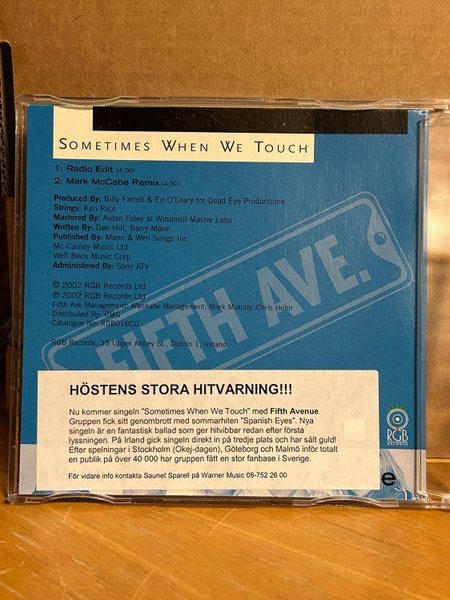 SOMETIMES WHEN WE TOUCH
1: Radio Edit (4:06)
2: Mark McCabe Remix (4:30)
Produced By: Billy Farrell & Ed O'Leary for Dead Eye Productions
Strings: Ken Rice
Mastered By: Aidan Foley at Windmill Master Labs
Written By: Dan Hill, Barry Mann
Published By: Mann & Weil Songs Inc
Mc-Cauley Music Ltd
Well Beck Music Corp
Administered By: Sony ATV
© 2002 RGB Records Ltd
℗ 2002 RGB Records Ltd
Fifth Ave Management: Wannabe Management: Mark Murphy, Chris Hehir
Distributed By: RMG
Catalogue No: RGB018CD
RGB Records, 35 Upper Abbey St., Dublin 1, Ireland.
FIFTH AVE.
RGB
RECORDS
HÖSTENS STORA HITVARNING!!!
Nu kommer singeln "Sometimes When We Touch" med Fifth Avenue.
Gruppen fick sitt genombrott med sommarhiten "Spanish Eyes". Nya
singeln är en fantastisk ballad som ger hitvibbar redan efter första
lyssningen. På Irland gick singeln direkt in på tredje plats och har sålt guld!
Efter spelningar i Stockholm (Okej-dagen), Göteborg och Malmö inför totalt
en publik på över 40 000 har gruppen fått en stor fanbase i Sverige.
För vidare info kontakta Saunet Sparell på Warner Music 08-752 26 00
e